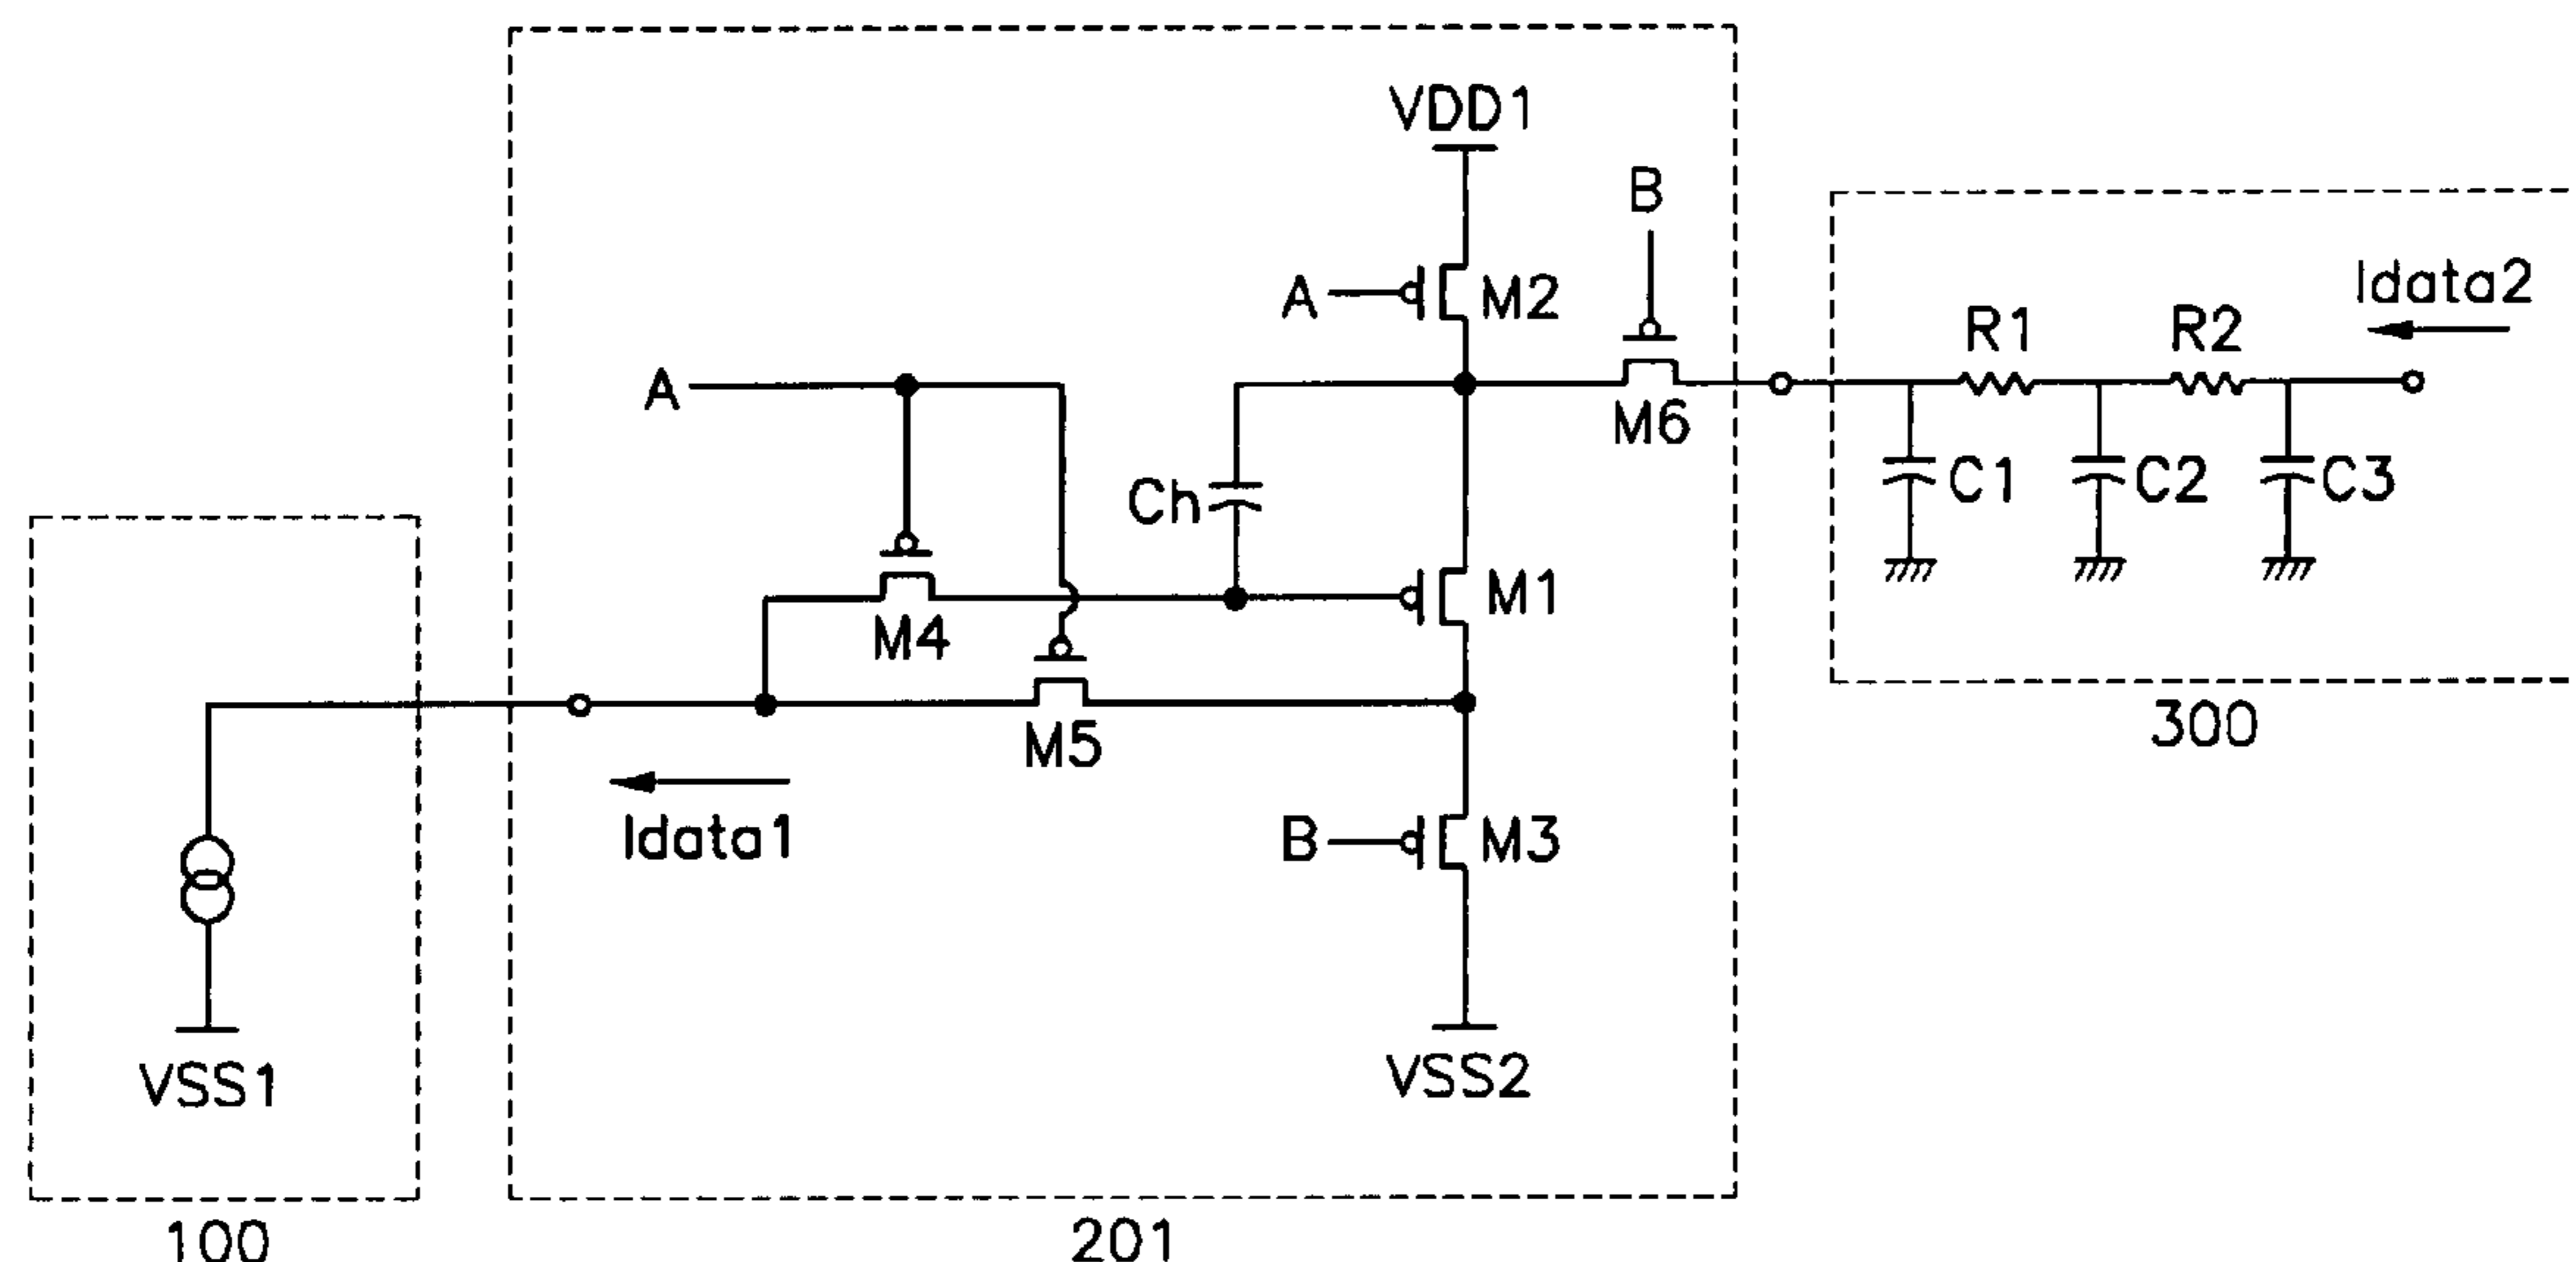 VDD1
B
A
M2
Idata2
R1
R2
A
M6
Ch
C1
C2
C3
M4
M1
M5
300
Idata1
B
M3
VSS1
VSS2
100
201